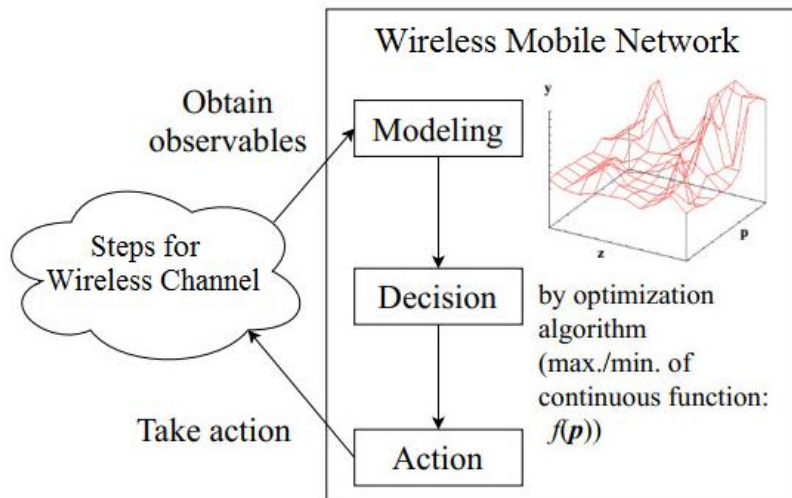 Wireless Mobile Network
Obtain
observables
Modeling
y
z
p
Steps for
Wireless Channel
Decision
by optimization
algorithm
(max./min. of
continuous function:
f(p))
Take action
Action